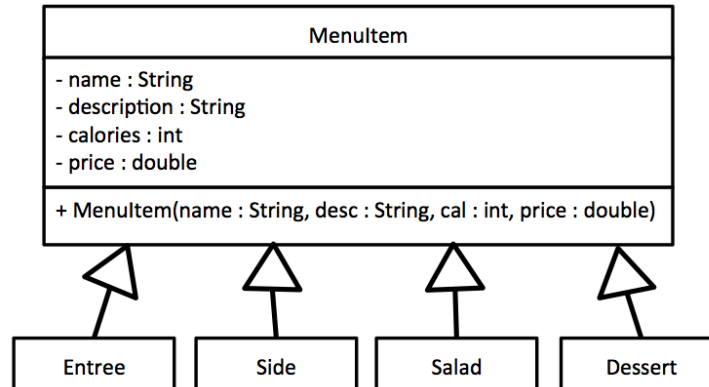 MenuItem
- name : String
- description : String
- calories : int
- price : double
+ MenuItem(name : String, desc : String, cal : int, price : double)
Entree
Side
Salad
Dessert